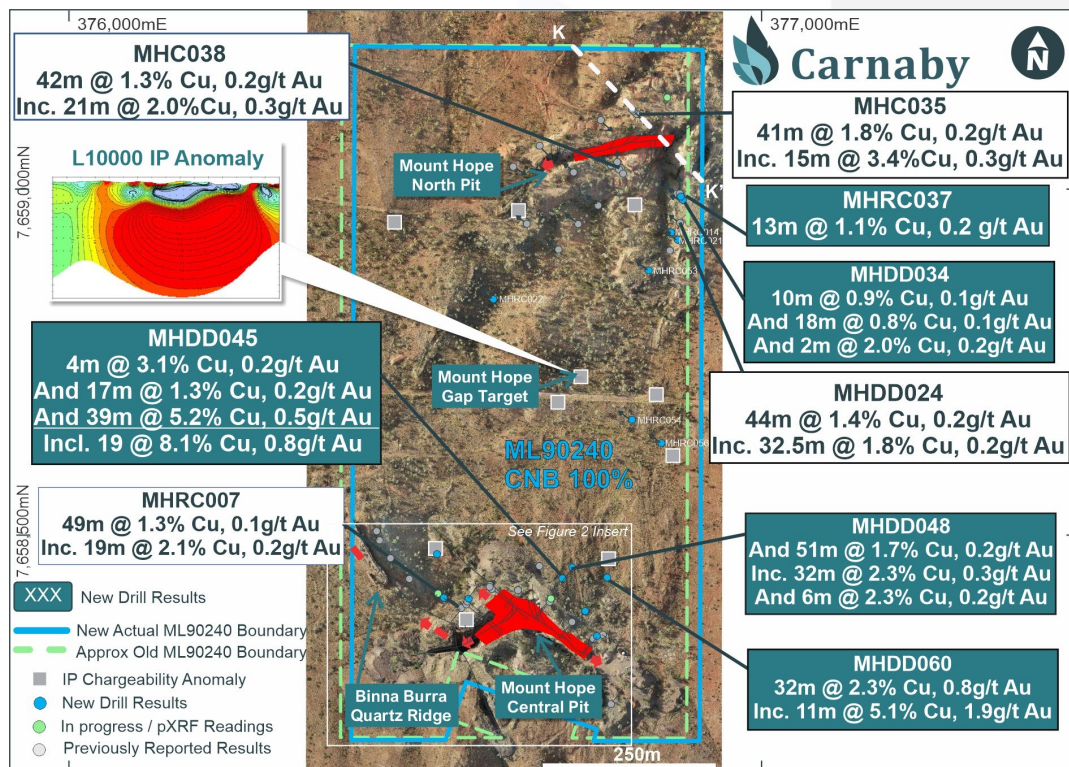 376,000mE
377,000mE
Carnaby
N
MHC038
42m @ 1.3% Cu, 0.2g/t Au
Inc. 21m @ 2.0%Cu, 0.3g/t Au
K
MHC035
41m @ 1.8% Cu, 0.2g/t Au
Inc. 15m @ 3.4%Cu, 0.3g/t Au
L10000 IP Anomaly
Mount Hope
North Pit
K'
7,659,000mN
MHRC037
13m @ 1.1% Cu, 0.2 g/t Au
MHRC021
MHRC053
MHRC022
MHDD034
10m @ 0.9% Cu, 0.1g/t Au
And 18m @ 0.8% Cu, 0.1g/t Au
And 2m @ 2.0% Cu, 0.2g/t Au
MHDD045
4m @ 3.1% Cu, 0.2g/t Au
And 17m @ 1.3% Cu, 0.2g/t Au
And 39m @ 5.2% Cu, 0.5g/t Au
Incl. 19 @ 8.1% Cu, 0.8g/t Au
Mount Hope
Gap Target
MHDD024
44m @ 1.4% Cu, 0.2g/t Au
Inc. 32.5m @ 1.8% Cu, 0.2g/t Au
MHRC054
MHRC056
ML90240
CNB 100%
7,658,500mN
MHRC007
49m @ 1.3% Cu, 0.1g/t Au
Inc. 19m @ 2.1% Cu, 0.2g/t Au
See Figure 2 Insert
MHDD048
And 51m @ 1.7% Cu, 0.2g/t Au
Inc. 32m @ 2.3% Cu, 0.3g/t Au
And 6m @ 2.3% Cu, 0.2g/t Au
XXX New Drill Results
New Actual ML90240 Boundary
Approx Old ML90240 Boundary
IP Chargeability Anomaly
New Drill Results
In progress / pXRF Readings
Previously Reported Results
Binna Burra
Quartz Ridge
Mount Hope
Central Pit
MHDD060
32m @ 2.3% Cu, 0.8g/t Au
Inc. 11m @ 5.1% Cu, 1.9g/t Au
250m